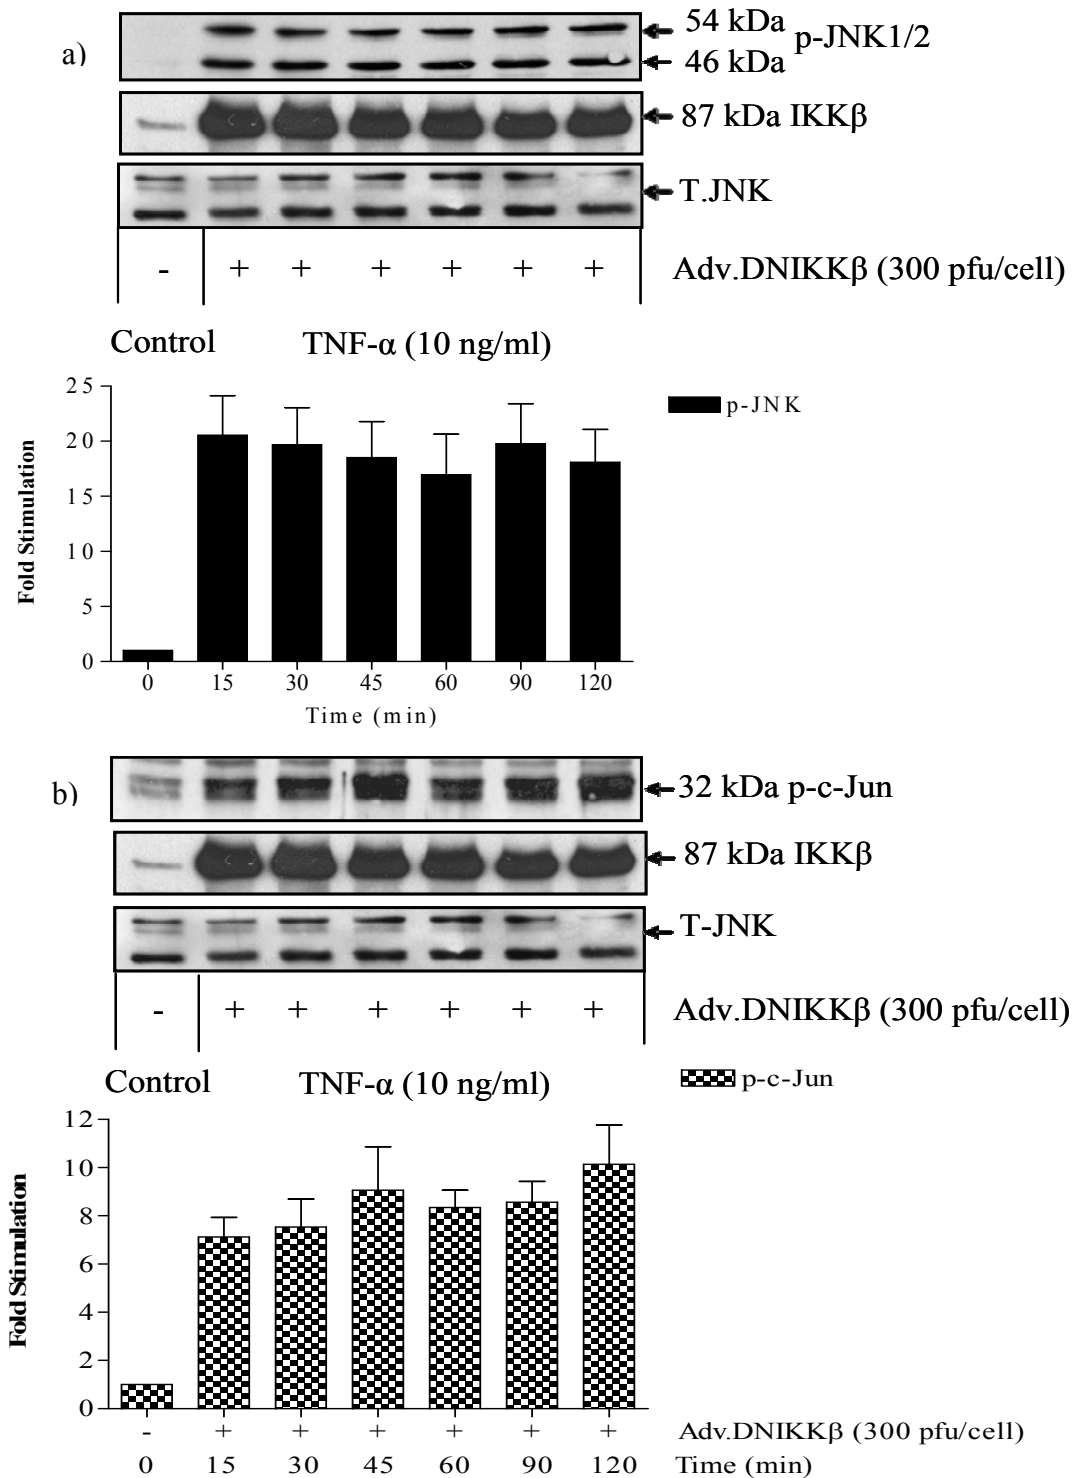 a)
54 kDa
p-JNK1/2
46 kDa
87 kDa IKKβ
T.JNK
- + + + + + + Adv.DNIKKβ (300 pfu/cell)
Control TNF-α (10 ng/ml)
p-JNK
Fold Stimulation
25
20
15
10
5
0
0 15 30 45 60 90 120
Time (min)
b)
32 kDa p-c-Jun
87 kDa IKKβ
T-JNK
- + + + + + + Adv.DNIKKβ (300 pfu/cell)
Control TNF-α (10 ng/ml)
p-c-Jun
Fold Stimulation
12
10
8
6
4
2
0
- + + + + + + Adv.DNIKKβ (300 pfu/cell)
0 15 30 45 60 90 120 Time (min)